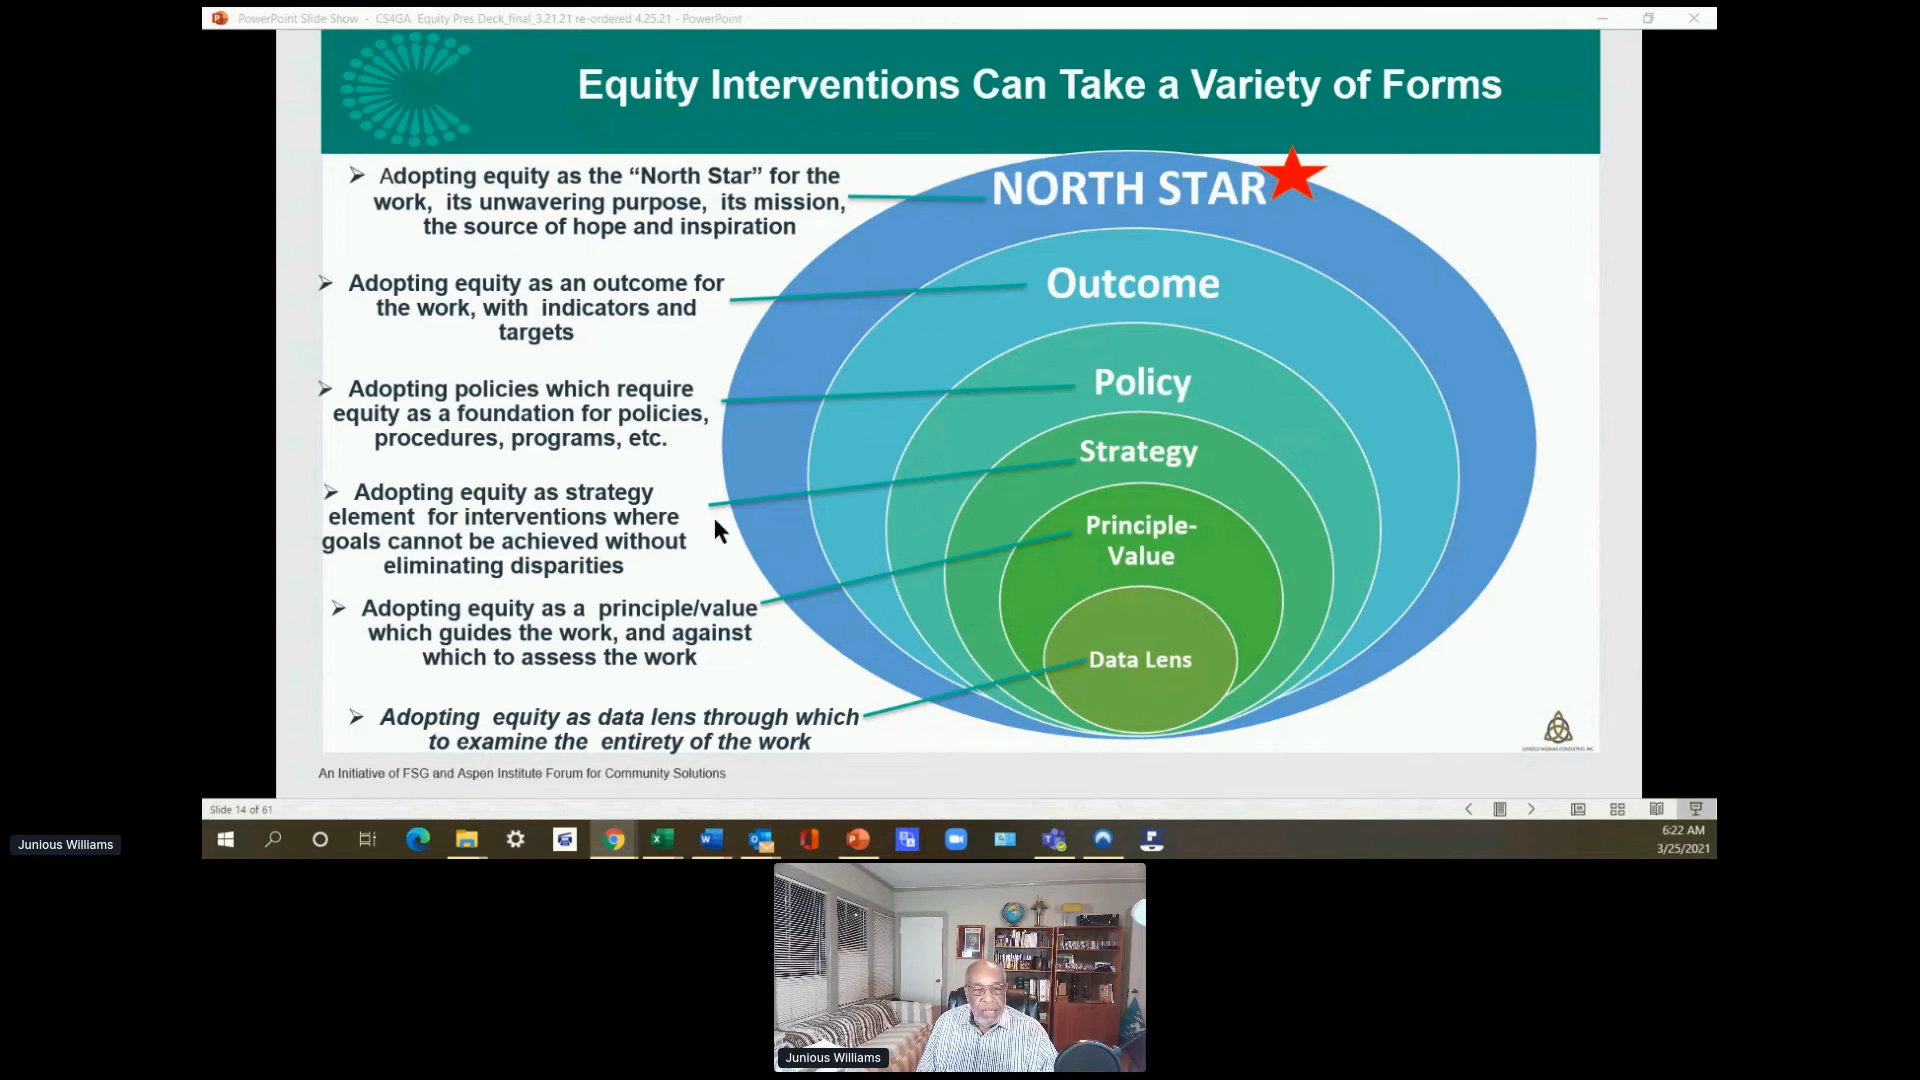 PowerPoint Slide Show - CS4GA Equity Pres Deck_final_3.21.21 re-ordered 4.25.21 - PowerPoint
Equity Interventions Can Take a Variety of Forms
Adopting equity as the “North Star” for the
work, its unwavering purpose, its mission,
the source of hope and inspiration
Adopting equity as an outcome for
the work, with indicators and
targets
Adopting policies which require
equity as a foundation for policies,
procedures, programs, etc.
Adopting equity as strategy
element for interventions where
goals cannot be achieved without
eliminating disparities
Adopting equity as a principle/value
which guides the work, and against
which to assess the work
Adopting equity as data lens through which
to examine the entirety of the work
NORTH STAR
Outcome
Policy
Strategy
Principle-
Value
Data Lens
JUNIOUS WILLIAMS CONSULTING, INC.
An Initiative of FSG and Aspen Institute Forum for Community Solutions
Slide 14 of 61
6:22 AM
3/25/2021
Junious Williams
Junious Williams